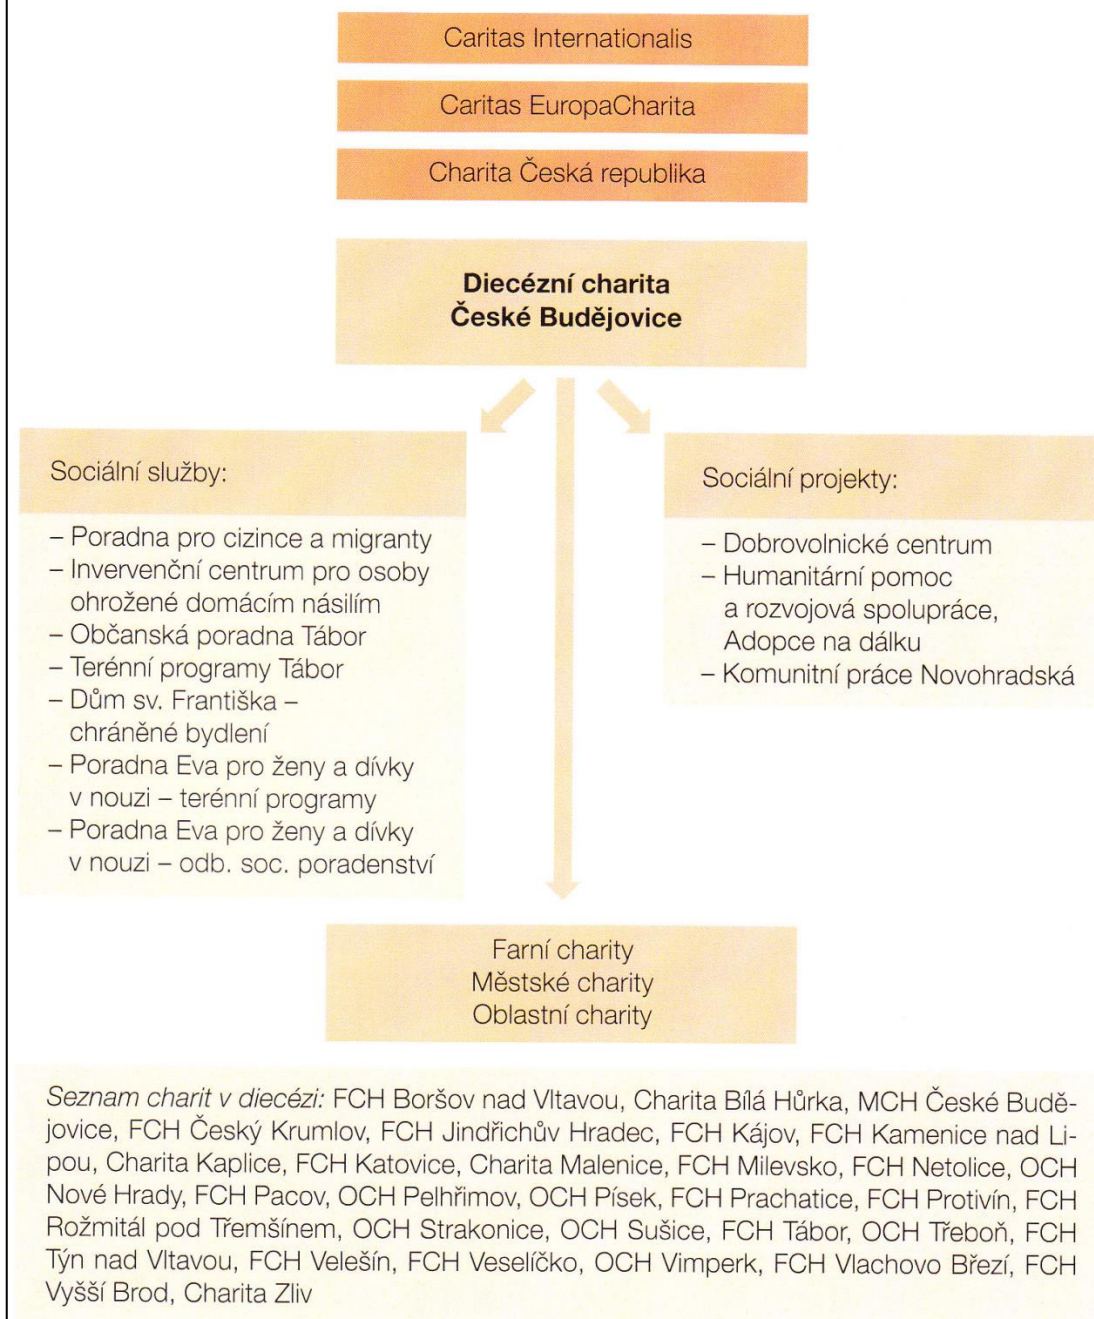 Caritas Internationalis
Caritas EuropaCharita
Charita Česká republika
Diecézní charita
České Budějovice
Sociální služby:
– Poradna pro cizince a migranty
– Invervenční centrum pro osoby
ohrožené domácím násilím
– Občanská poradna Tábor
– Terénní programy Tábor
– Dům sv. Františka –
chráněné bydlení
– Poradna Eva pro ženy a dívky
v nouzi – terénní programy
– Poradna Eva pro ženy a dívky
v nouzi – odb. soc. poradenství
Sociální projekty:
– Dobrovolnické centrum
– Humanitární pomoc
a rozvojová spolupráce,
Adopce na dálku
– Komunitní práce Novohradská
Farní charity
Městské charity
Oblastní charity
Seznam charit v diecézi: FCH Boršov nad Vltavou, Charita Bílá Hůrka, MCH České Budě-
jovice, FCH Český Krumlov, FCH Jindřichův Hradec, FCH Kájov, FCH Kamenice nad Li-
pou, Charita Kaplice, FCH Katovice, Charita Malenice, FCH Milevsko, FCH Netolice, OCH
Nové Hrady, FCH Pacov, OCH Pelhřimov, OCH Písek, FCH Prachatice, FCH Protivín, FCH
Rožmitál pod Třemšínem, OCH Strakonice, OCH Sušice, FCH Tábor, OCH Třeboň, FCH
Týn nad Vltavou, FCH Velešín, FCH Veselíčko, OCH Vimperk, FCH Vlachovo Březí, FCH
Vyšší Brod, Charita Zliv